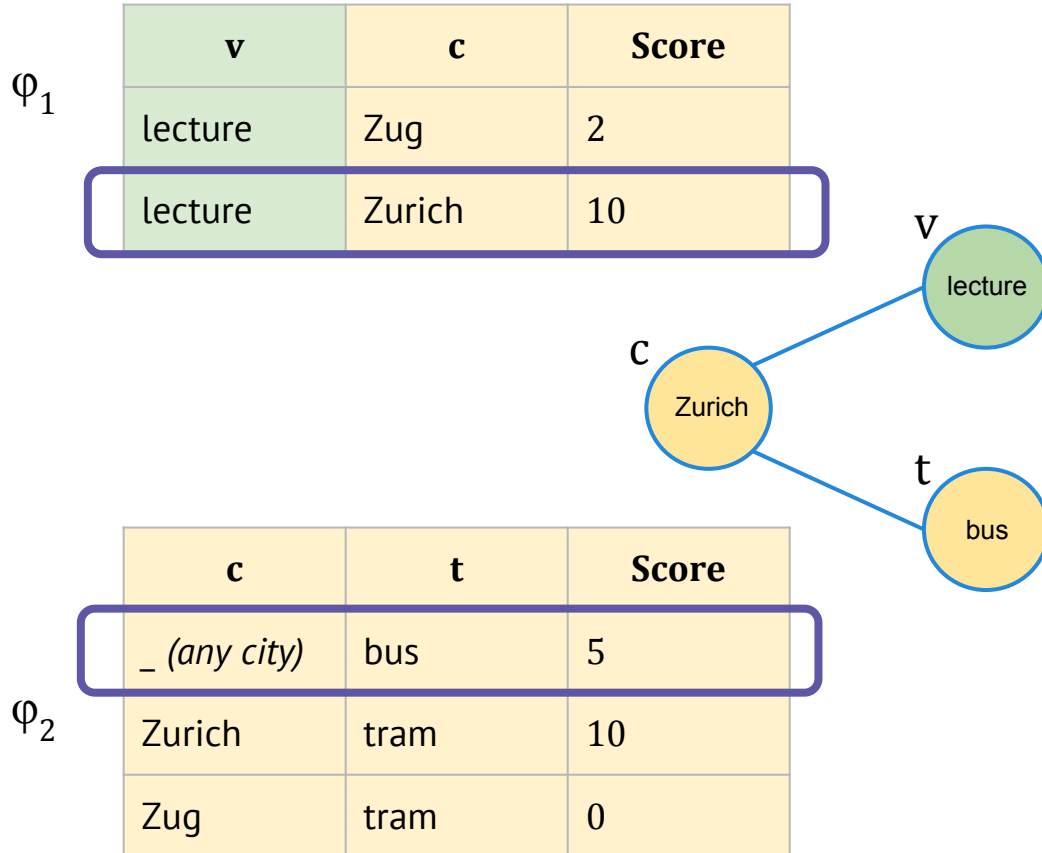 φ1
v c Score
lecture Zug 2
lecture Zurich 10
v
lecture
c
Zurich
t
bus
φ2
c t Score
_ (any city) bus 5
Zurich tram 10
Zug tram 0